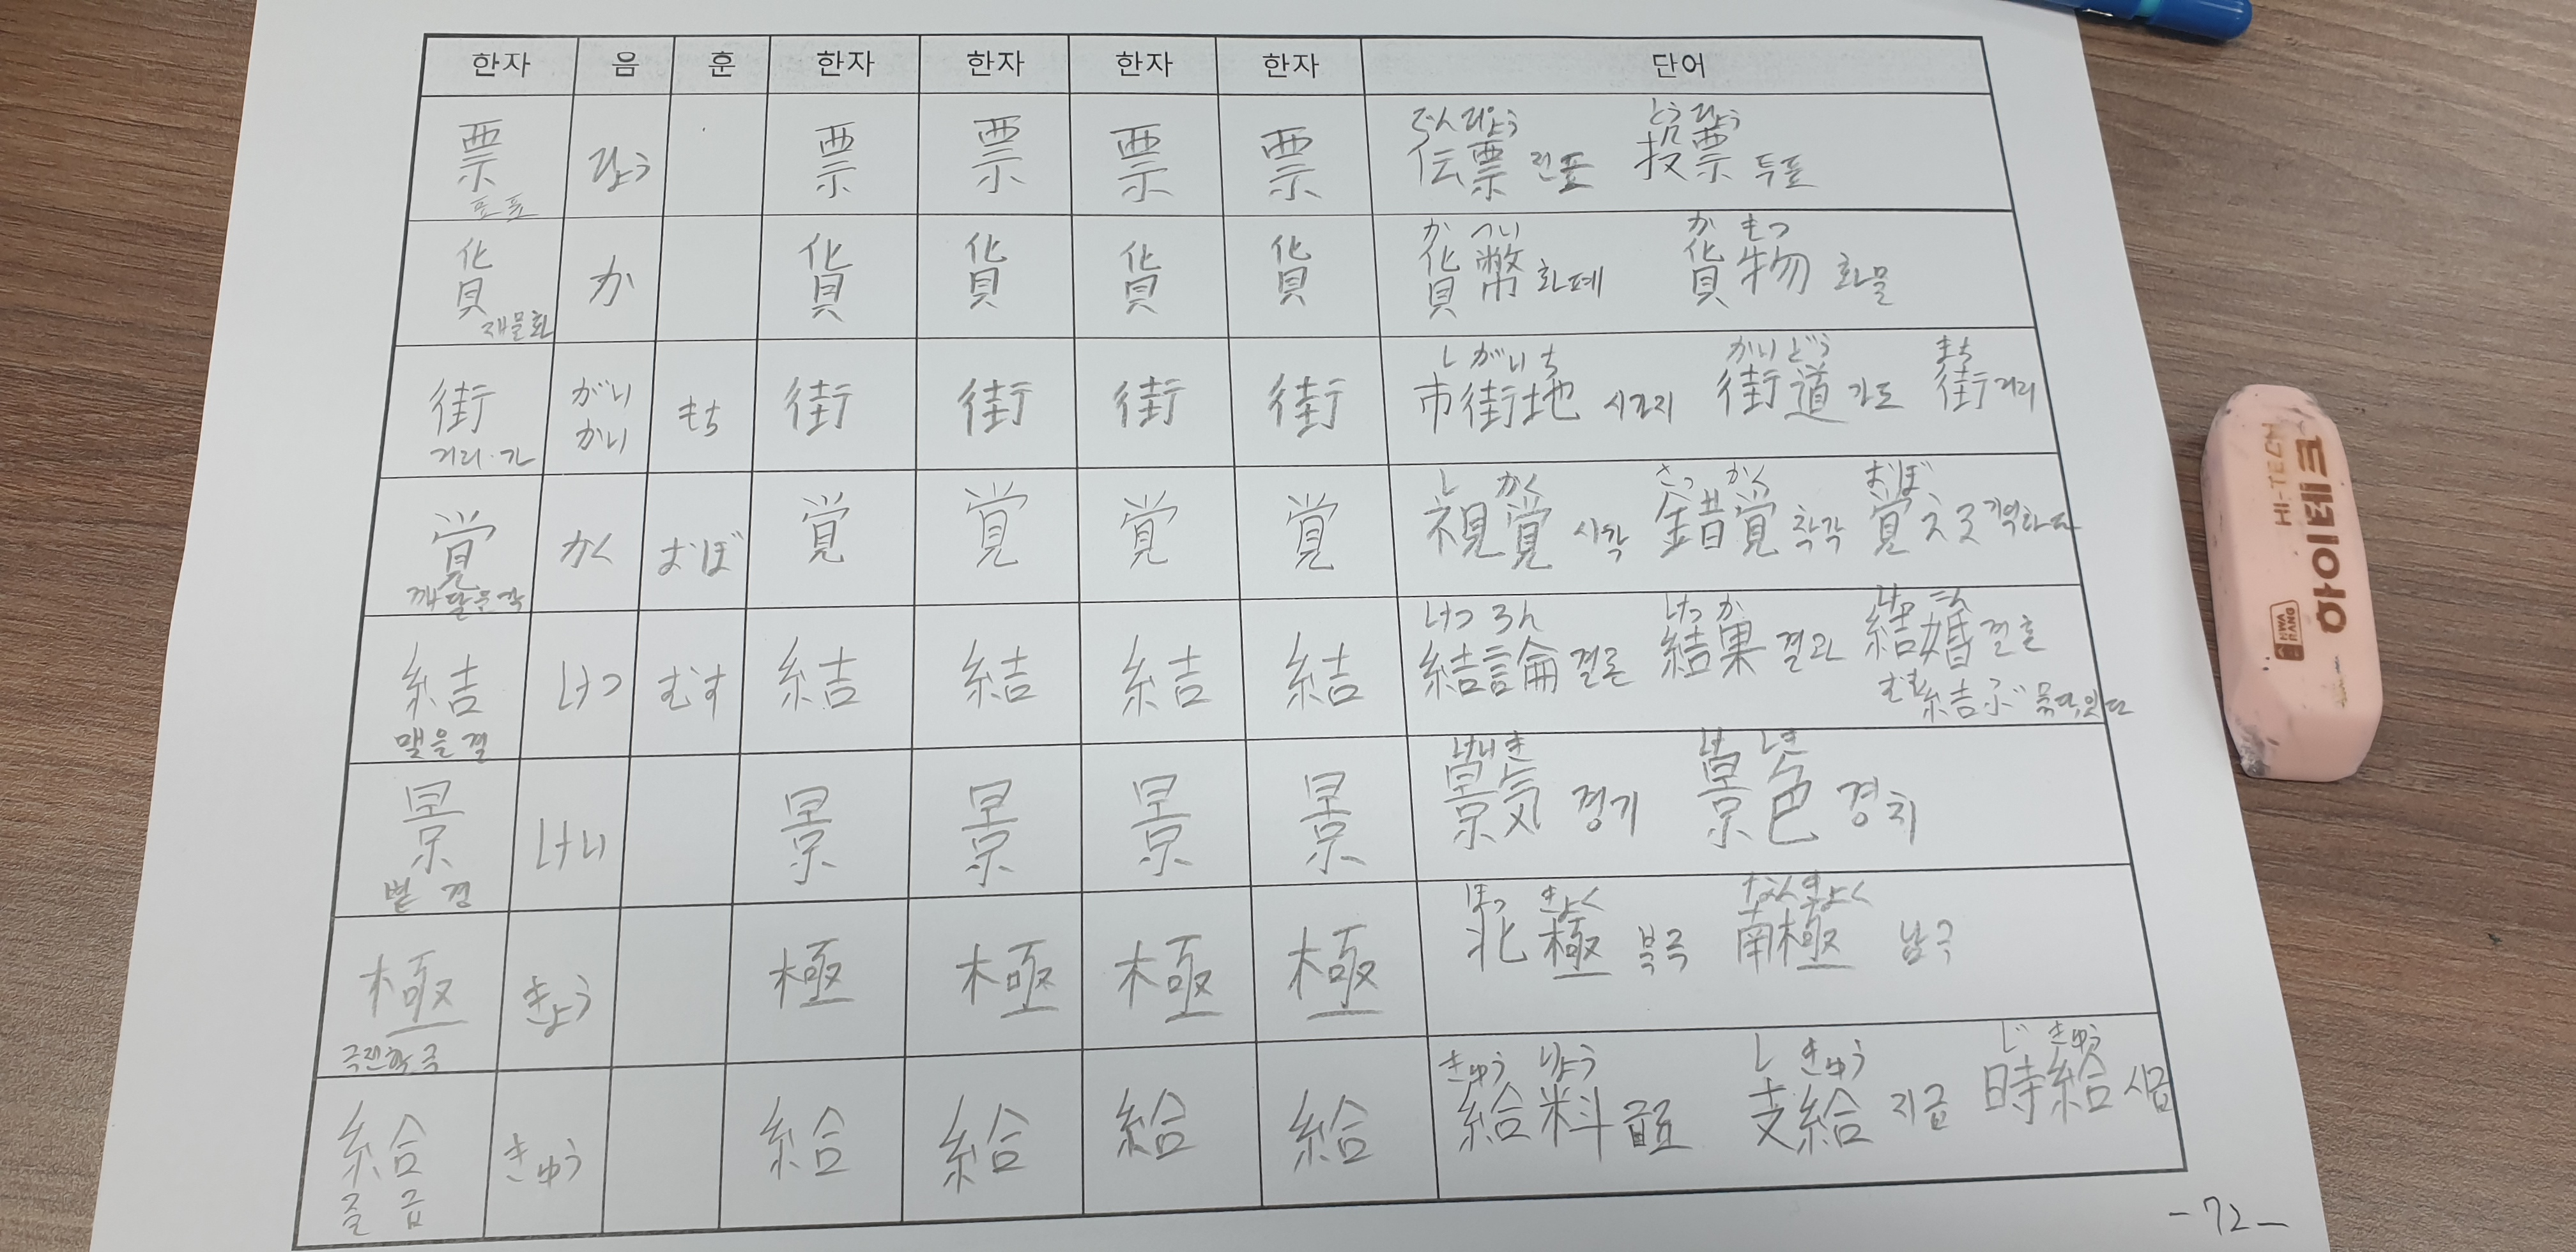 한자 음 훈 한자 한자 한자 한자 단어
でんぴょう とうひょう
票 ひょう 票 票 票 票 伝票 전표 投票 투표
표 표
か へい か もつ
貨 か 貨 貨 貨 貨 貨幣 화폐 貨物 화물
재물 화
しがいち かいどう まち
街 がい かい まち 街 街 街 街 市街地 시가지 街道 가도 街 거리
거리 가
し かく さっ かく おぼ
覚 かく おぼ 覚 覚 覚 覚 視覚 시각 錯覚 착각 覚える 기억하다
깨달을 각
けつ ろん けっ か けっ こん
結 けつ むす 結 結 結 結 結論 결론 結果 결과 結婚 결혼
맺을 결
むす 結ぶ 묶다, 잇다
けいき けしき
景 けい 景 景 景 景 景気 경기 景色 경치
볕 경
ほっ きょく なんきょく
極 きょう 極 極 極 極 北極 북극 南極 남극
극진할 극
きゅう りょう し きゅう じ きゅう
給 きゅう 給 給 給 給 給料 급료 支給 지급 時給 시급
줄 급
-72-
HI-TECH
하이테크
HWA RANG